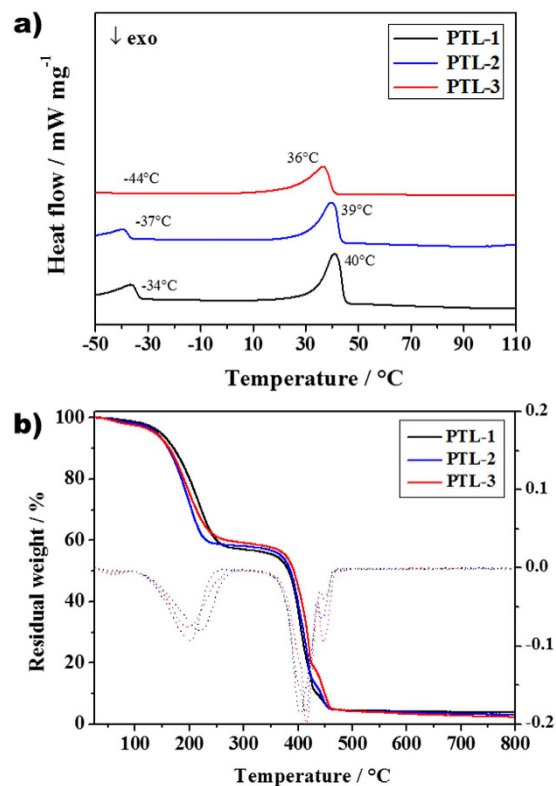 a)
↓ exo
PTL-1
PTL-2
PTL-3
Heat flow / mW mg⁻¹
-44°C
36°C
-37°C
39°C
-34°C
40°C
-50 -30 -10 10 30 50 70 90 110
Temperature / °C
b)
PTL-1
PTL-2
PTL-3
Residual weight / %
100
80
60
40
20
0
0.2
0.1
0.0
-0.1
-0.2
100 200 300 400 500 600 700 800
Temperature / °C